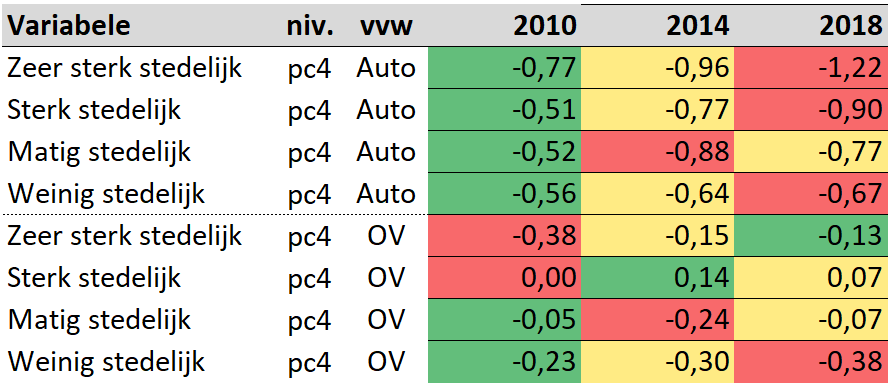 Variabele niv. vvw 2010 2014 2018
Zeer sterk stedelijk pc4 Auto -0,77 -0,96 -1,22
Sterk stedelijk pc4 Auto -0,51 -0,77 -0,90
Matig stedelijk pc4 Auto -0,52 -0,88 -0,77
Weinig stedelijk pc4 Auto -0,56 -0,64 -0,67
Zeer sterk stedelijk pc4 OV -0,38 -0,15 -0,13
Sterk stedelijk pc4 OV 0,00 0,14 0,07
Matig stedelijk pc4 OV -0,05 -0,24 -0,07
Weinig stedelijk pc4 OV -0,23 -0,30 -0,38